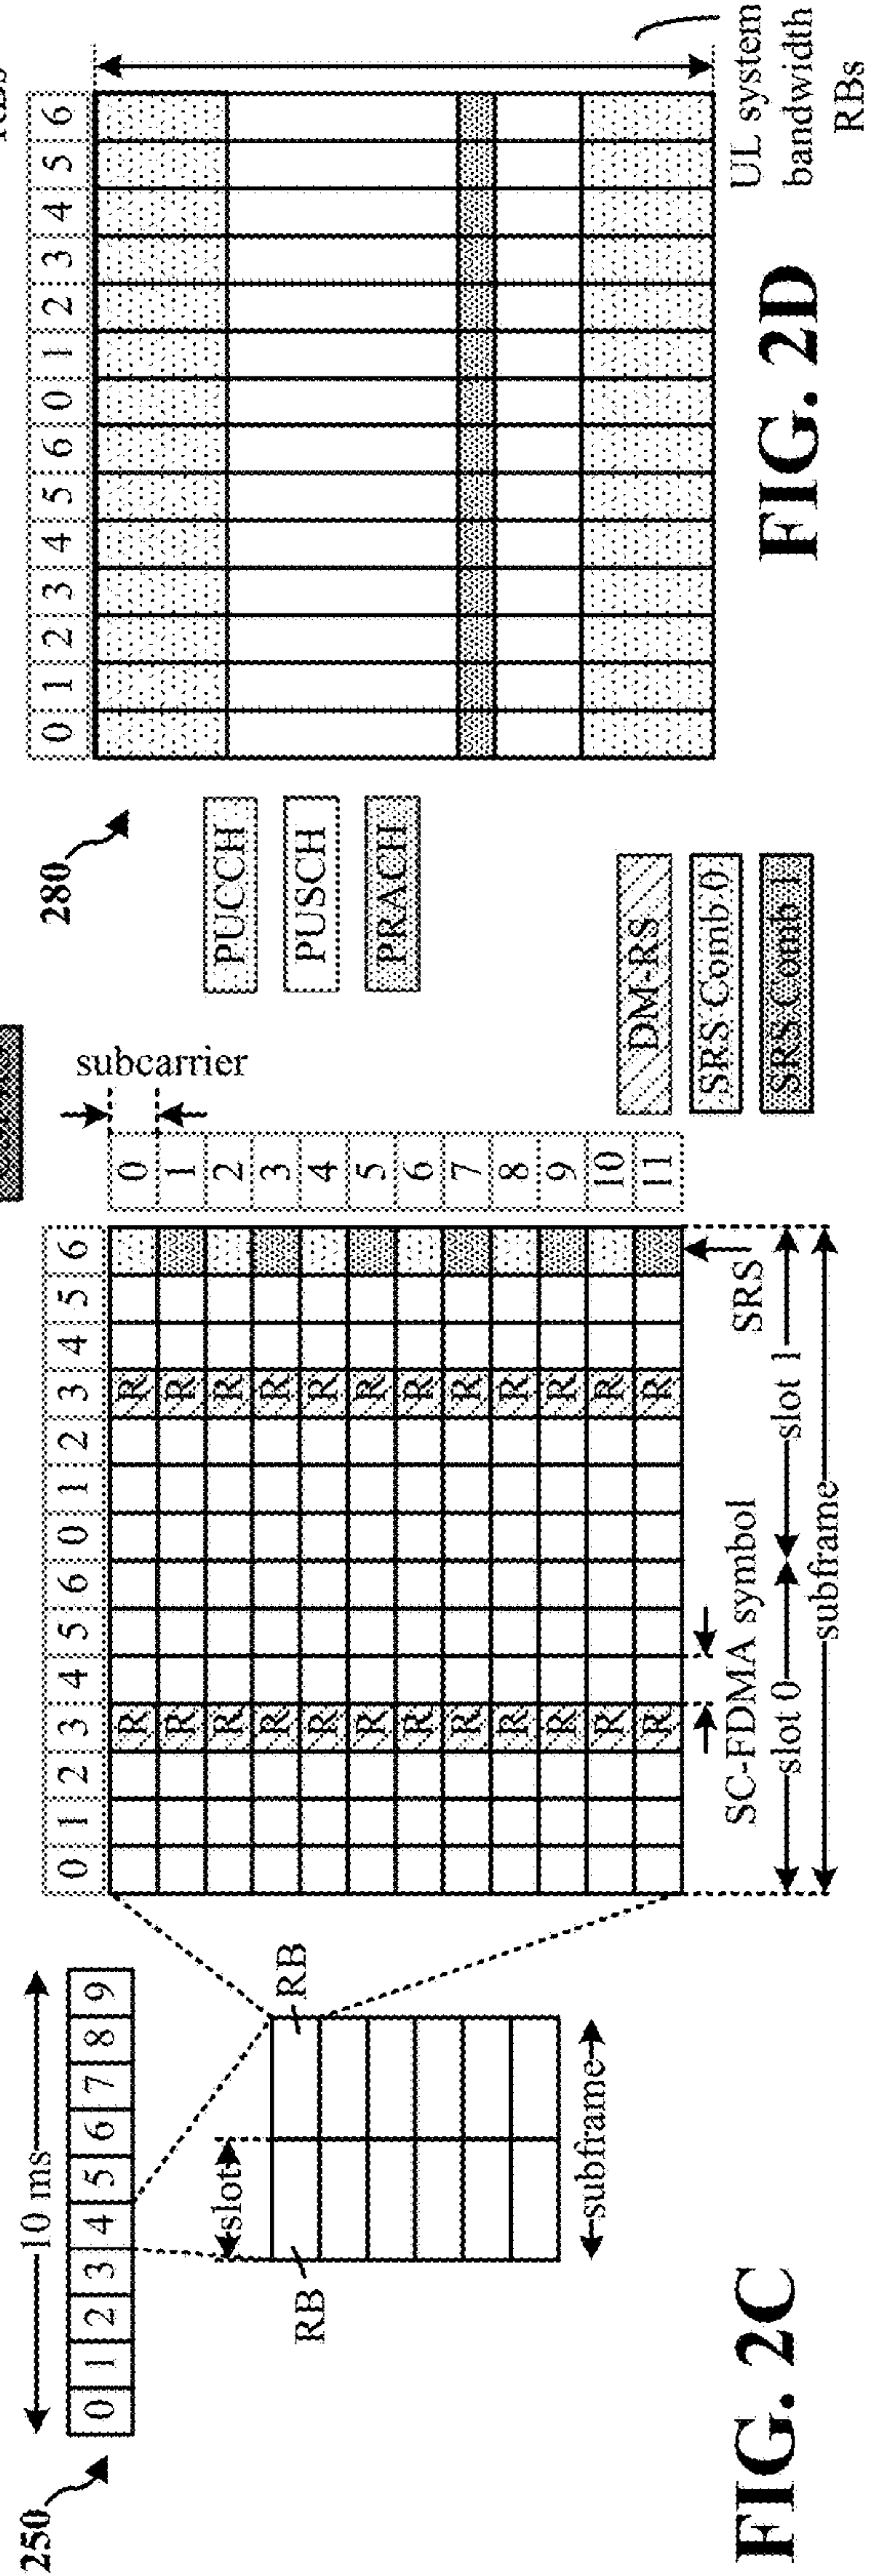 250
10 ms
0 1 2 3 4 5 6 7 8 9
slot
RB
RB
subframe
0 1 2 3 4 5 6 0 1 2 3 4 5 6
R R
R R
R R
R R
R R
R R
R R
R R
R R
R R
R R
R R
subcarrier
0
1
2
3
4
5
6
7
8
9
10
11
SC-FDMA symbol
SRS
slot 0
slot 1
subframe
DM-RS
SRS Comb 0
SRS Comb 1
FIG. 2C
280
PUCCH
PUSCH
PRACH
0 1 2 3 4 5 6 0 1 2 3 4 5 6
UL system
bandwidth
RBs
FIG. 2D